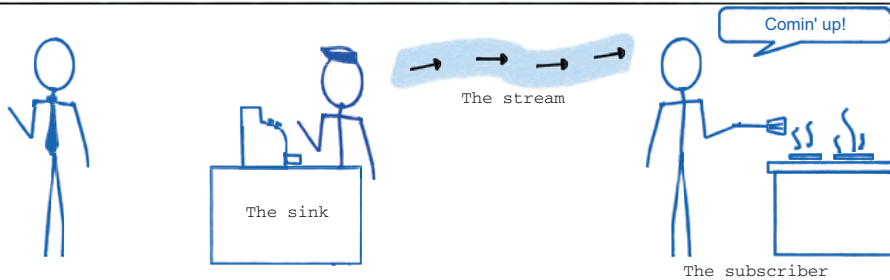 Comin' up!
The stream
The sink
The subscriber